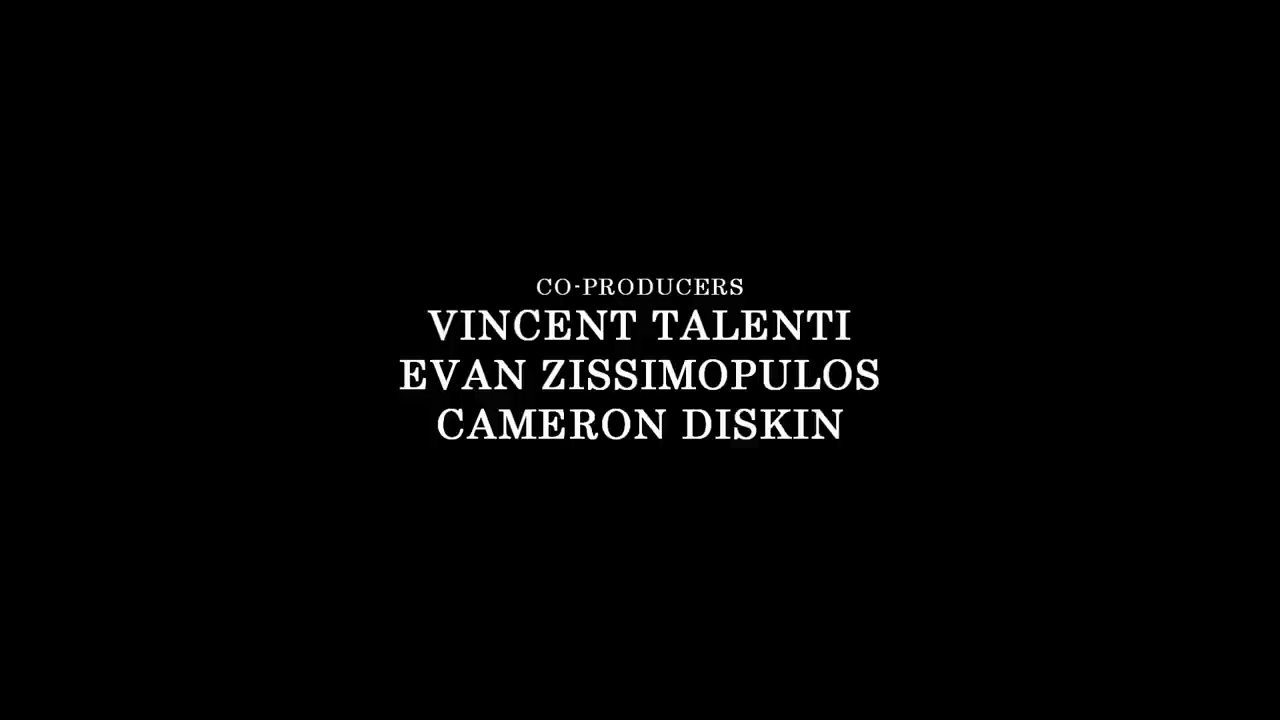 CO-PRODUCERS
VINCENT TALENTI
EVAN ZISSIMOPULOS
CAMERON DISKIN